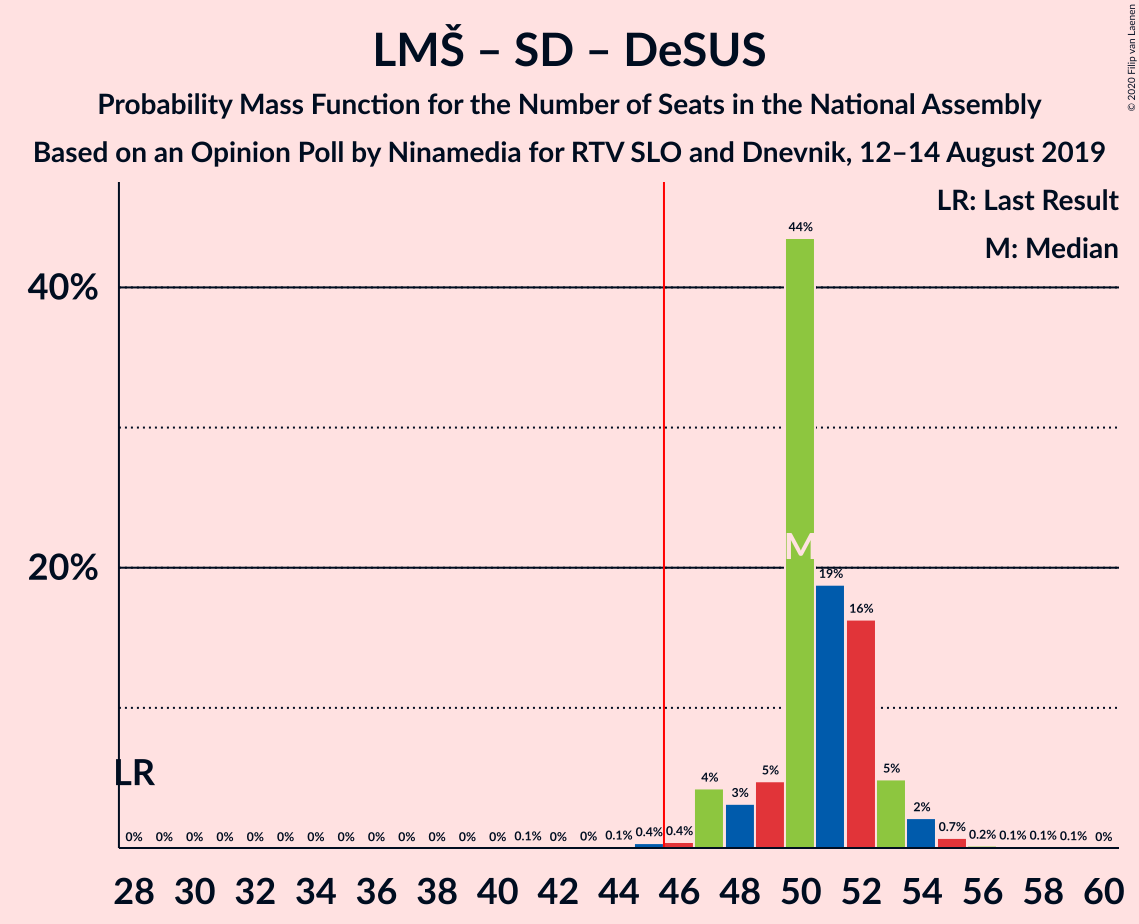 LMŠ – SD – DeSUS
Probability Mass Function for the Number of Seats in the National Assembly
Based on an Opinion Poll by Ninamedia for RTV SLO and Dnevnik, 12–14 August 2019
© 2020 Filip van Laenen
LR: Last Result
M: Median
40%
20%
LR
M
0% 0% 0% 0% 0% 0% 0% 0% 0% 0% 0% 0% 0% 0.1% 0% 0% 0.1% 0.4% 0.4% 4% 3% 5% 44% 19% 16% 5% 2% 0.7% 0.2% 0.1% 0.1% 0.1% 0%
28 30 32 34 36 38 40 42 44 46 48 50 52 54 56 58 60